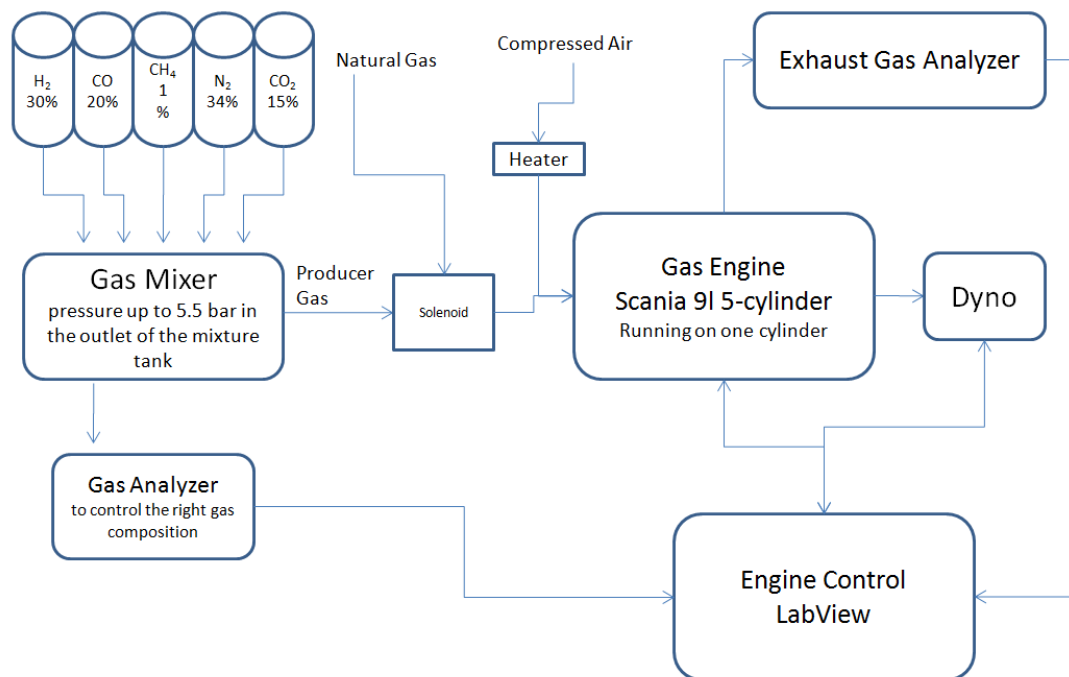 H₂
30%
CO
20%
CH₄
1
%
N₂
34%
CO₂
15%
Natural Gas
Compressed Air
Heater
Exhaust Gas Analyzer
Gas Mixer
pressure up to 5.5 bar in
the outlet of the mixture
tank
Producer
Gas
Solenoid
Gas Engine
Scania 9l 5-cylinder
Running on one cylinder
Dyno
Gas Analyzer
to control the right gas
composition
Engine Control
LabView